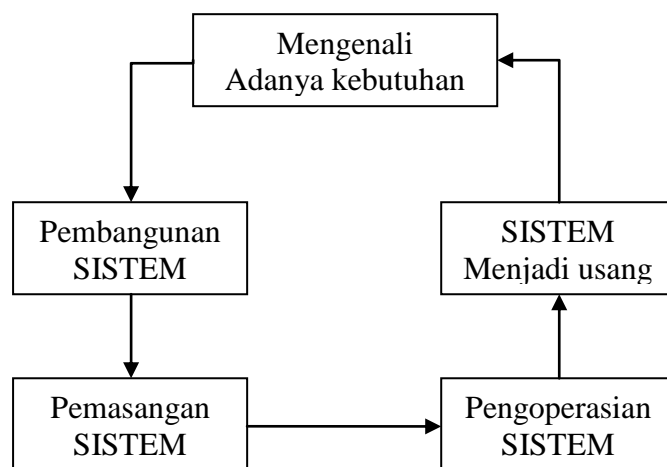 Mengenali
Adanya kebutuhan
Pembangunan
SISTEM
SISTEM
Menjadi usang
Pemasangan
SISTEM
Pengoperasian
SISTEM